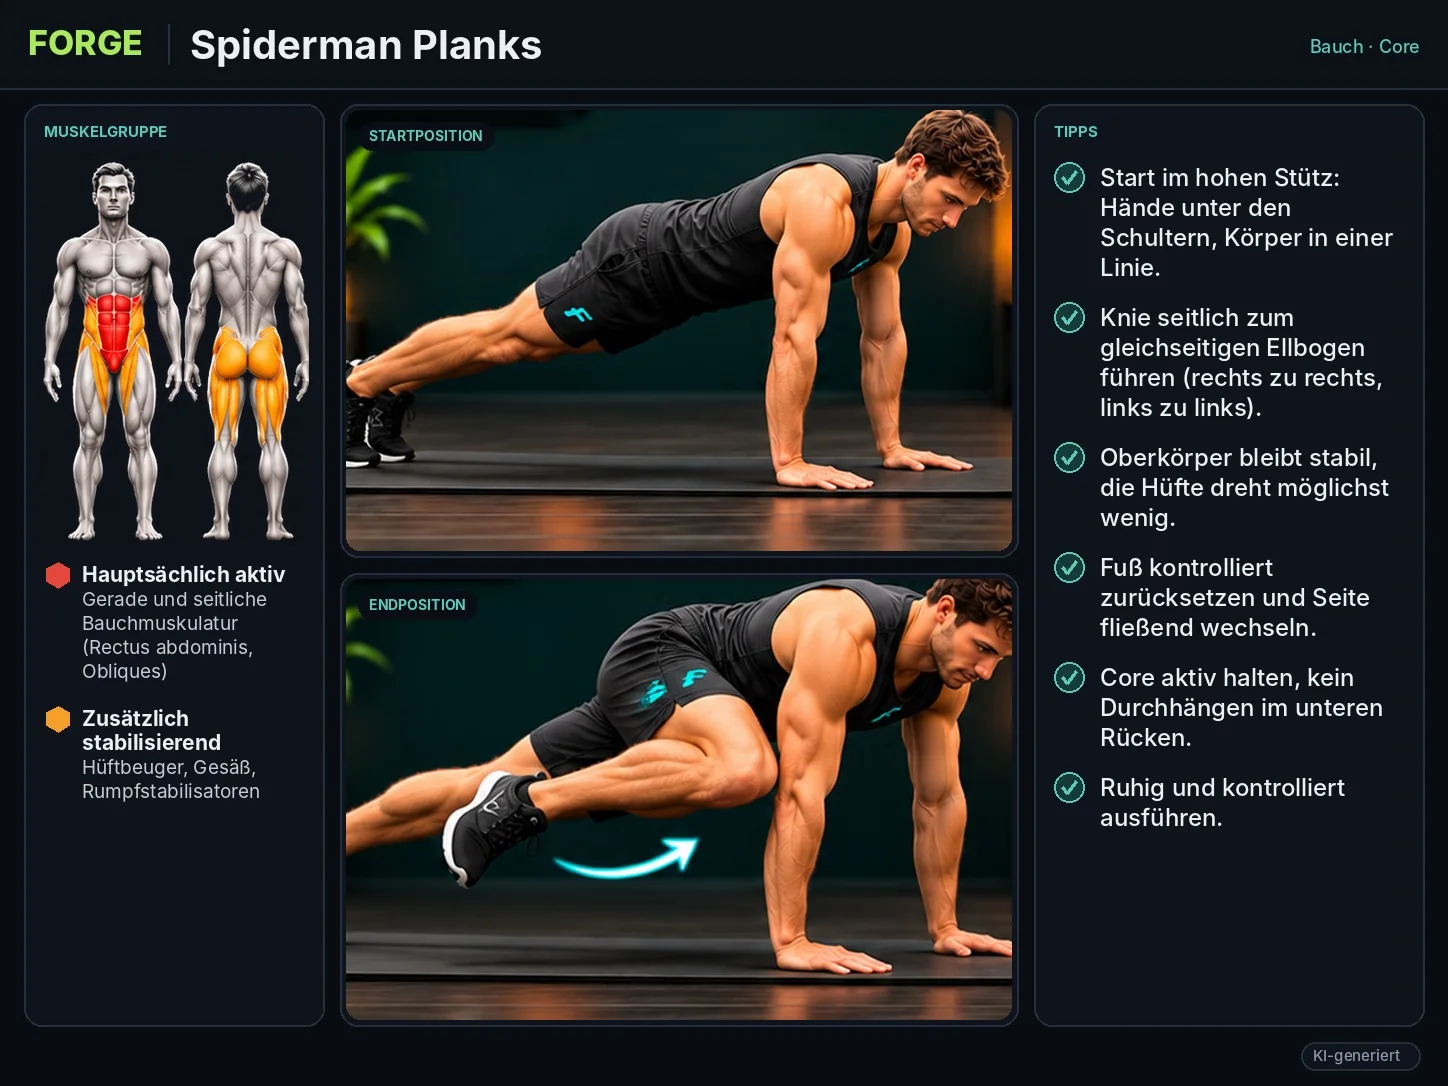 FORGE
Spiderman Planks
Bauch · Core
MUSKELGRUPPE
Hauptsächlich aktiv
Gerade und seitliche
Bauchmuskulatur
(Rectus abdominis,
Obliques)
Zusätzlich
stabilisierend
Hüftbeuger, Gesäß,
Rumpfstabilisatoren
STARTPOSITION
ENDPOSITION
TIPPS
Start im hohen Stütz:
Hände unter den
Schultern, Körper in einer
Linie.
Knie seitlich zum
gleichseitigen Ellbogen
führen (rechts zu rechts,
links zu links).
Oberkörper bleibt stabil,
die Hüfte dreht möglichst
wenig.
Fuß kontrolliert
zurücksetzen und Seite
fließend wechseln.
Core aktiv halten, kein
Durchhängen im unteren
Rücken.
Ruhig und kontrolliert
ausführen.
KI-generiert